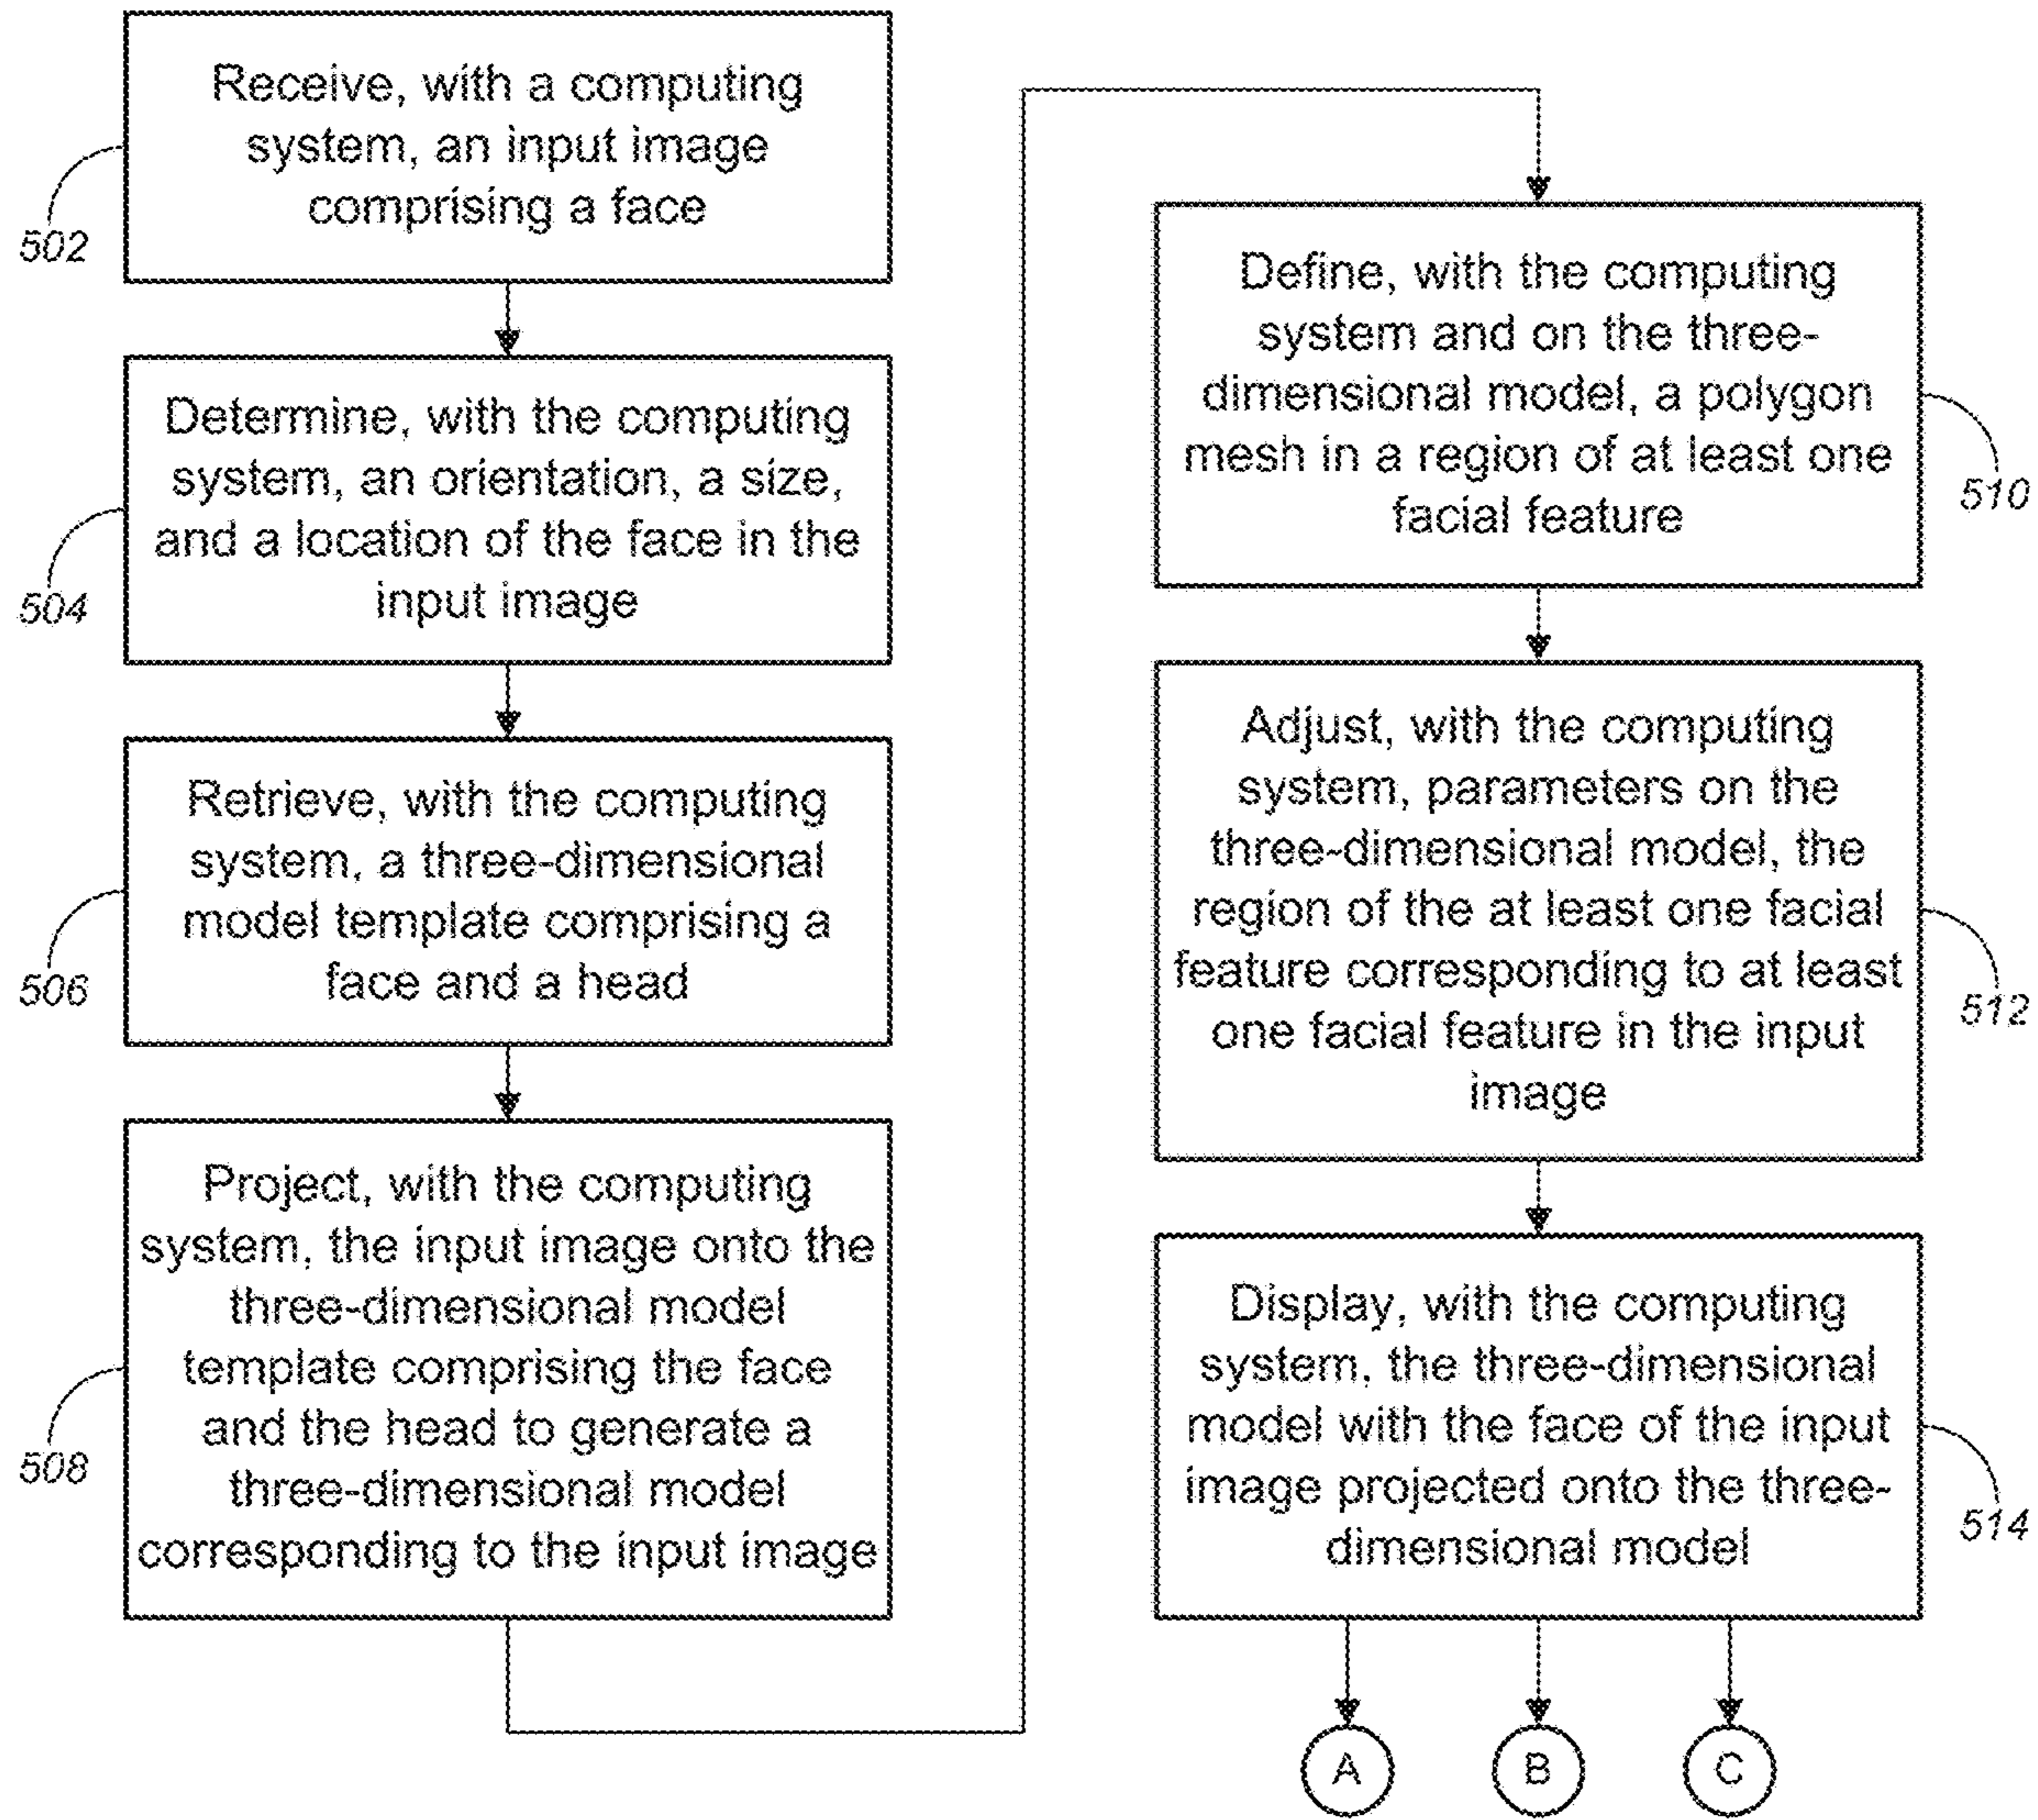 Receive, with a computing
system, an input image
comprising a face
502
Determine, with the computing
system, an orientation, a size,
and a location of the face in the
input image
504
Retrieve, with the computing
system, a three-dimensional
model template comprising a
face and a head
506
Project, with the computing
system, the input image onto the
three-dimensional model
template comprising the face
and the head to generate a
three-dimensional model
corresponding to the input image
508
Define, with the computing
system and on the three-
dimensional model, a polygon
mesh in a region of at least one
facial feature
510
Adjust, with the computing
system, parameters on the
three-dimensional model, the
region of the at least one facial
feature corresponding to at least
one facial feature in the input
image
512
Display, with the computing
system, the three-dimensional
model with the face of the input
image projected onto the three-
dimensional model
514
A B C